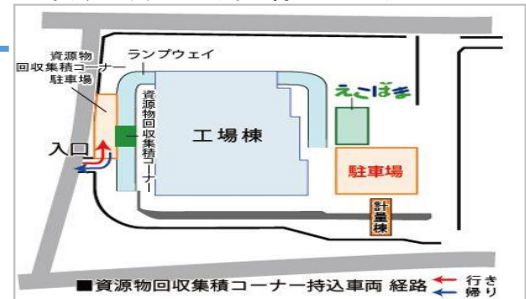 資源物
回収集積コーナー
駐車場
ランプウェイ
資源物回収集積コーナー
工場棟
えこぱま
入口
駐車場
計量棟
■資源物回収集積コーナー持込車両 経路
行き
帰り